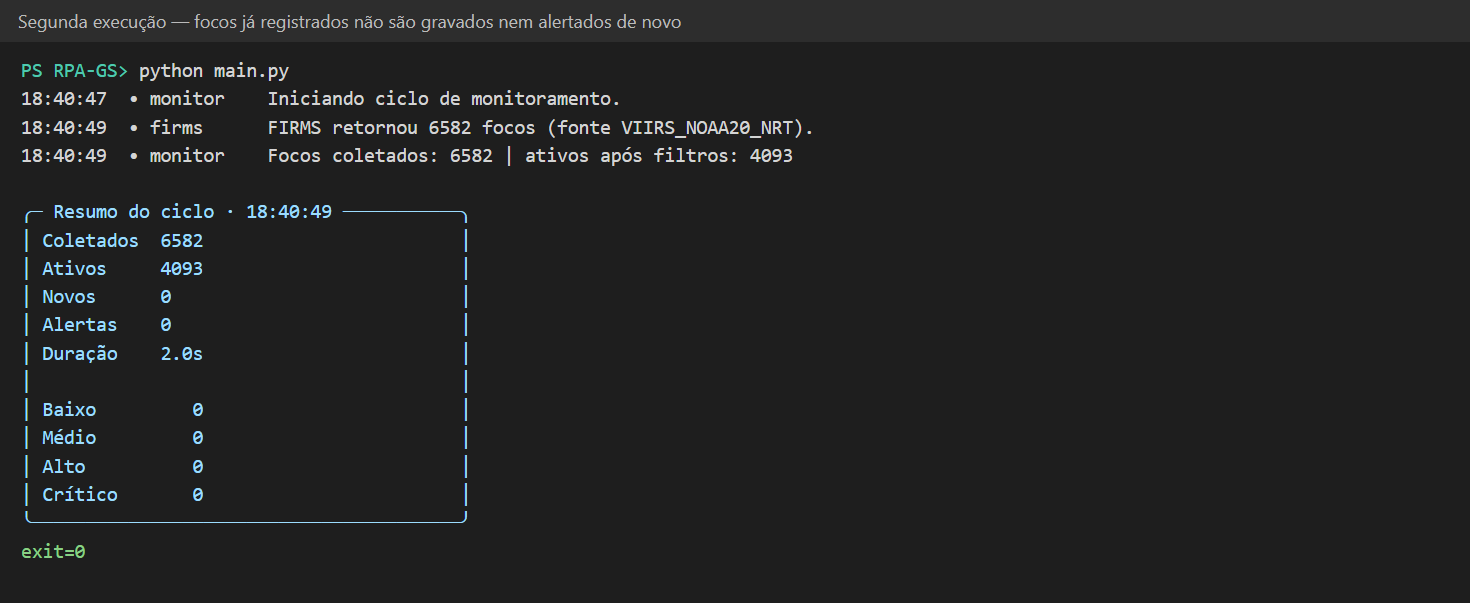 Segunda execução — focos já registrados não são gravados nem alertados de novo
PS RPA-GS> python main.py
18:40:47 • monitor Iniciando ciclo de monitoramento.
18:40:49 • firms FIRMS retornou 6582 focos (fonte VIIRS_NOAA20_NRT).
18:40:49 • monitor Focos coletados: 6582 | ativos após filtros: 4093
Resumo do ciclo · 18:40:49
Coletados 6582
Ativos 4093
Novos 0
Alertas 0
Duração 2.0s
Baixo 0
Médio 0
Alto 0
Crítico 0
exit=0